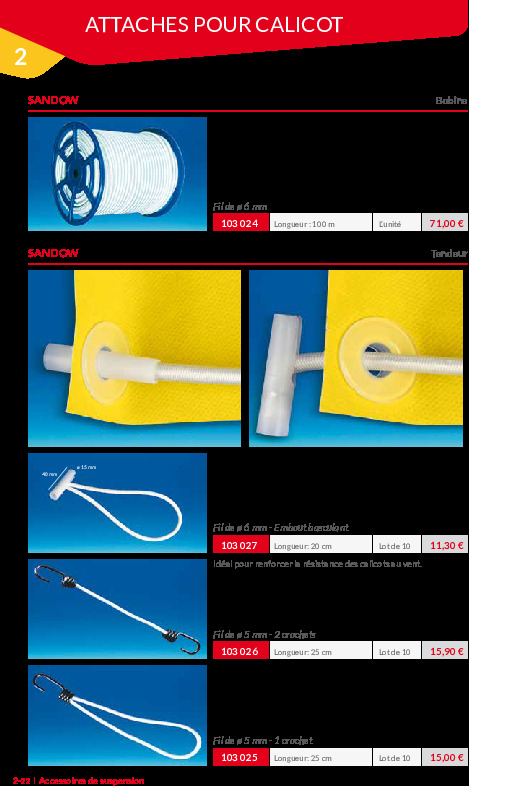 ATTACHES POUR CALICOT
2
SANDOW
Bobine
Fil de ø 6 mm
103 024 Longueur : 100 m L'unité 71,00 €
SANDOW
Tendeur
40 mm
ø 15 mm
Fil de ø 6 mm - Embout basculant
103 027 Longueur: 20 cm Lot de 10 11,30 €
Idéal pour renforcer la résistance des calicots au vent.
Fil de ø 5 mm - 2 crochets
103 026 Longueur: 25 cm Lot de 10 15,90 €
Fil de ø 5 mm - 1 crochet
103 025 Longueur: 25 cm Lot de 10 15,00 €
2-22 | Accessoires de suspension